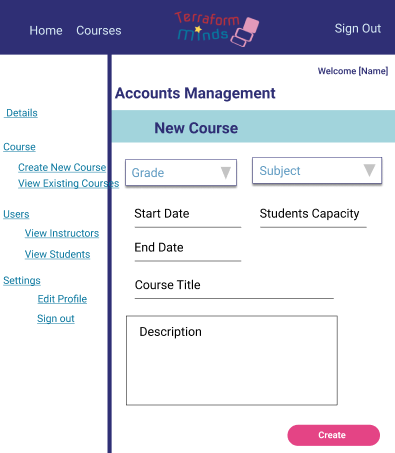 Home Courses Terraform Minds Sign Out
Welcome [Name]
Accounts Management
Details
New Course
Course
Create New Course
View Existing Courses
Grade
Subject
Users
View Instructors
View Students
Settings
Edit Profile
Sign out
Start Date
Students Capacity
End Date
Course Title
Description
Create